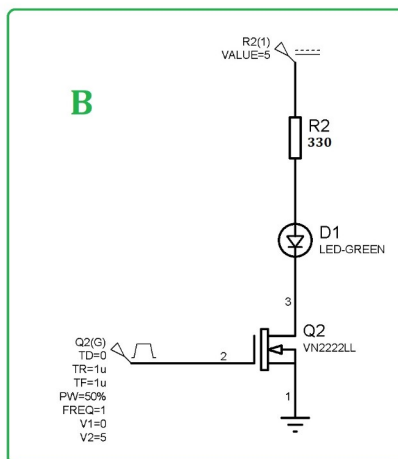 R2(1)
VALUE=5
B
R2
330
D1
LED-GREEN
3
Q2(G)
TD=0
TR=1u
TF=1u
PW=50%
FREQ=1
V1=0
V2=5
2
Q2
VN2222LL
1